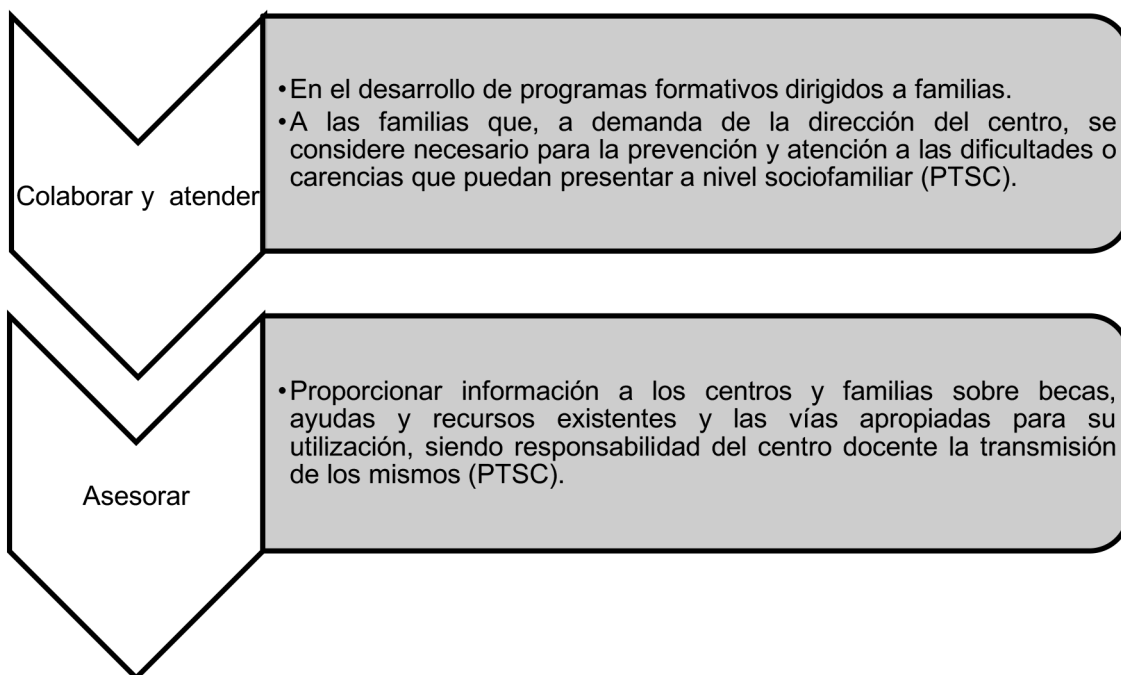 Colaborar y atender
•En el desarrollo de programas formativos dirigidos a familias.
•A las familias que, a demanda de la dirección del centro, se
considere necesario para la prevención y atención a las dificultades o
carencias que puedan presentar a nivel sociofamiliar (PTSC).
Asesorar
•Proporcionar información a los centros y familias sobre becas,
ayudas y recursos existentes y las vías apropiadas para su
utilización, siendo responsabilidad del centro docente la transmisión
de los mismos (PTSC).